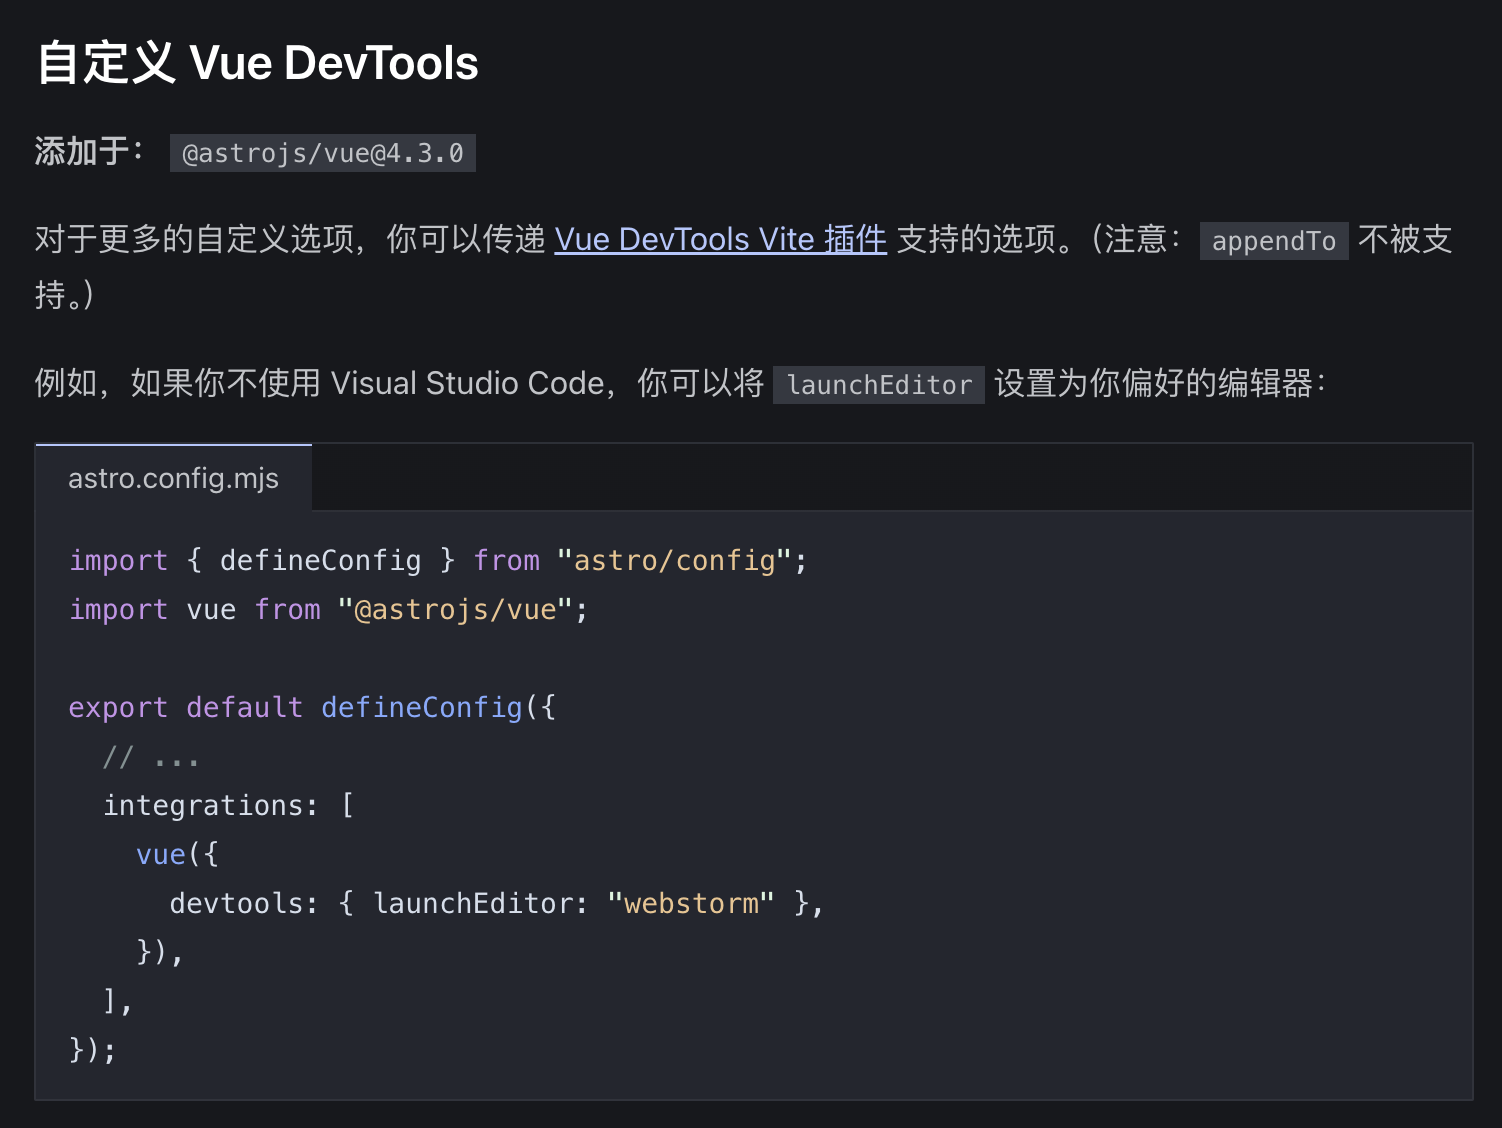 自定义 Vue DevTools
添加于： @astrojs/vue@4.3.0
对于更多的自定义选项，你可以传递 Vue DevTools Vite 插件 支持的选项。（注意： appendTo 不被支
持。）
例如，如果你不使用 Visual Studio Code，你可以将 launchEditor 设置为你偏好的编辑器：
astro.config.mjs
import { defineConfig } from "astro/config";
import vue from "@astrojs/vue";
export default defineConfig({
  // ...
  integrations: [
    vue({
      devtools: { launchEditor: "webstorm" },
    }),
  ],
});